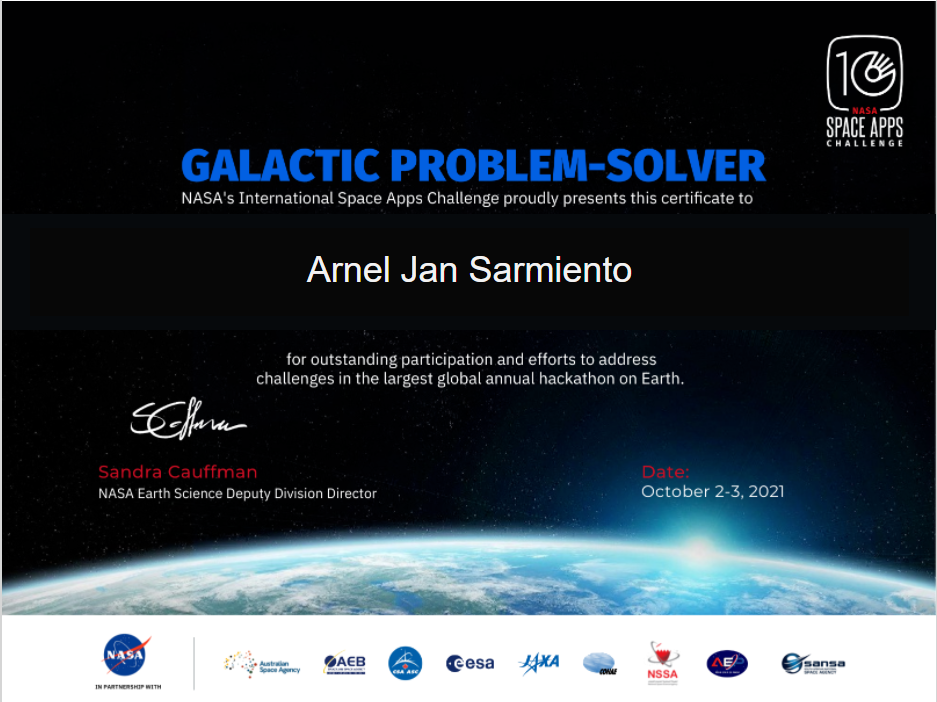 10
NASA
SPACE APPS
CHALLENGE
GALACTIC PROBLEM-SOLVER
NASA's International Space Apps Challenge proudly presents this certificate to
Arnel Jan Sarmiento
for outstanding participation and efforts to address
challenges in the largest global annual hackathon on Earth.
Sandra Cauffman
NASA Earth Science Deputy Division Director
Date:
October 2-3, 2021
NASA
IN PARTNERSHIP WITH
Australian
Space Agency
AEB
CSA ASC
esa
JAXA
CONAE
NSSA
AE
sansa
SPACE AGENCY